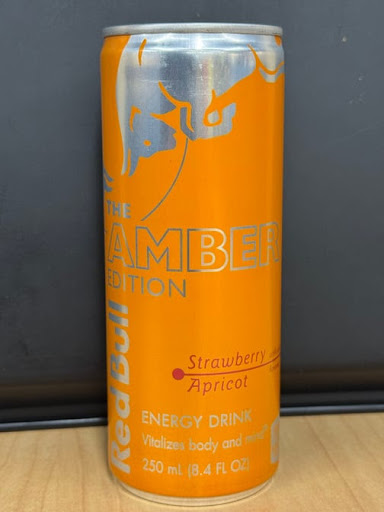 THE
AMBER
EDITION
Red Bull
Strawberry
Apricot
ENERGY DRINK
Vitalizes body and mind.®
250 mL (8.4 FL OZ)